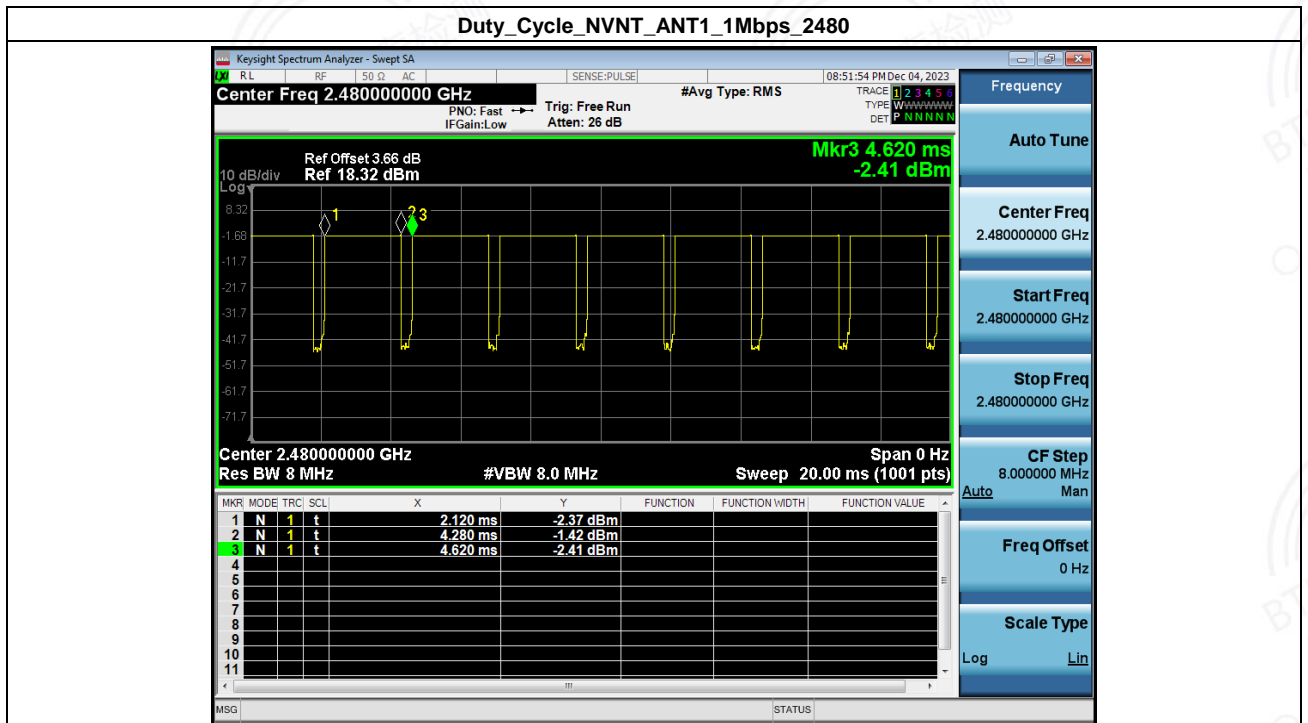 Duty_Cycle_NVNT_ANT1_1Mbps_2480
Keysight Spectrum Analyzer - Swept SA
LXI RL RF 50 Ω AC SENSE:PULSE 08:51:54 PM Dec 04, 2023
Center Freq 2.480000000 GHz #Avg Type: RMS TRACE 1 2 3 4 5 6
PNO: Fast Trig: Free Run TYPE WWWWWW
IFGain:Low Atten: 26 dB DET P N N N N N
Mkr3 4.620 ms
-2.41 dBm
Ref Offset 3.66 dB
10 dB/div Ref 18.32 dBm
Log
8.32
-1.68
-11.7
-21.7
-31.7
-41.7
-51.7
-61.7
-71.7
1
2 3
Center 2.480000000 GHz Span 0 Hz
Res BW 8 MHz #VBW 8.0 MHz Sweep 20.00 ms (1001 pts)
MKR MODE TRC SCL X Y FUNCTION FUNCTION WIDTH FUNCTION VALUE
1 N 1 t 2.120 ms -2.37 dBm
2 N 1 t 4.280 ms -1.42 dBm
3 N 1 t 4.620 ms -2.41 dBm
4
5
6
7
8
9
10
11
MSG STATUS
Frequency
Auto Tune
Center Freq
2.480000000 GHz
Start Freq
2.480000000 GHz
Stop Freq
2.480000000 GHz
CF Step
8.000000 MHz
Auto Man
Freq Offset
0 Hz
Scale Type
Log Lin